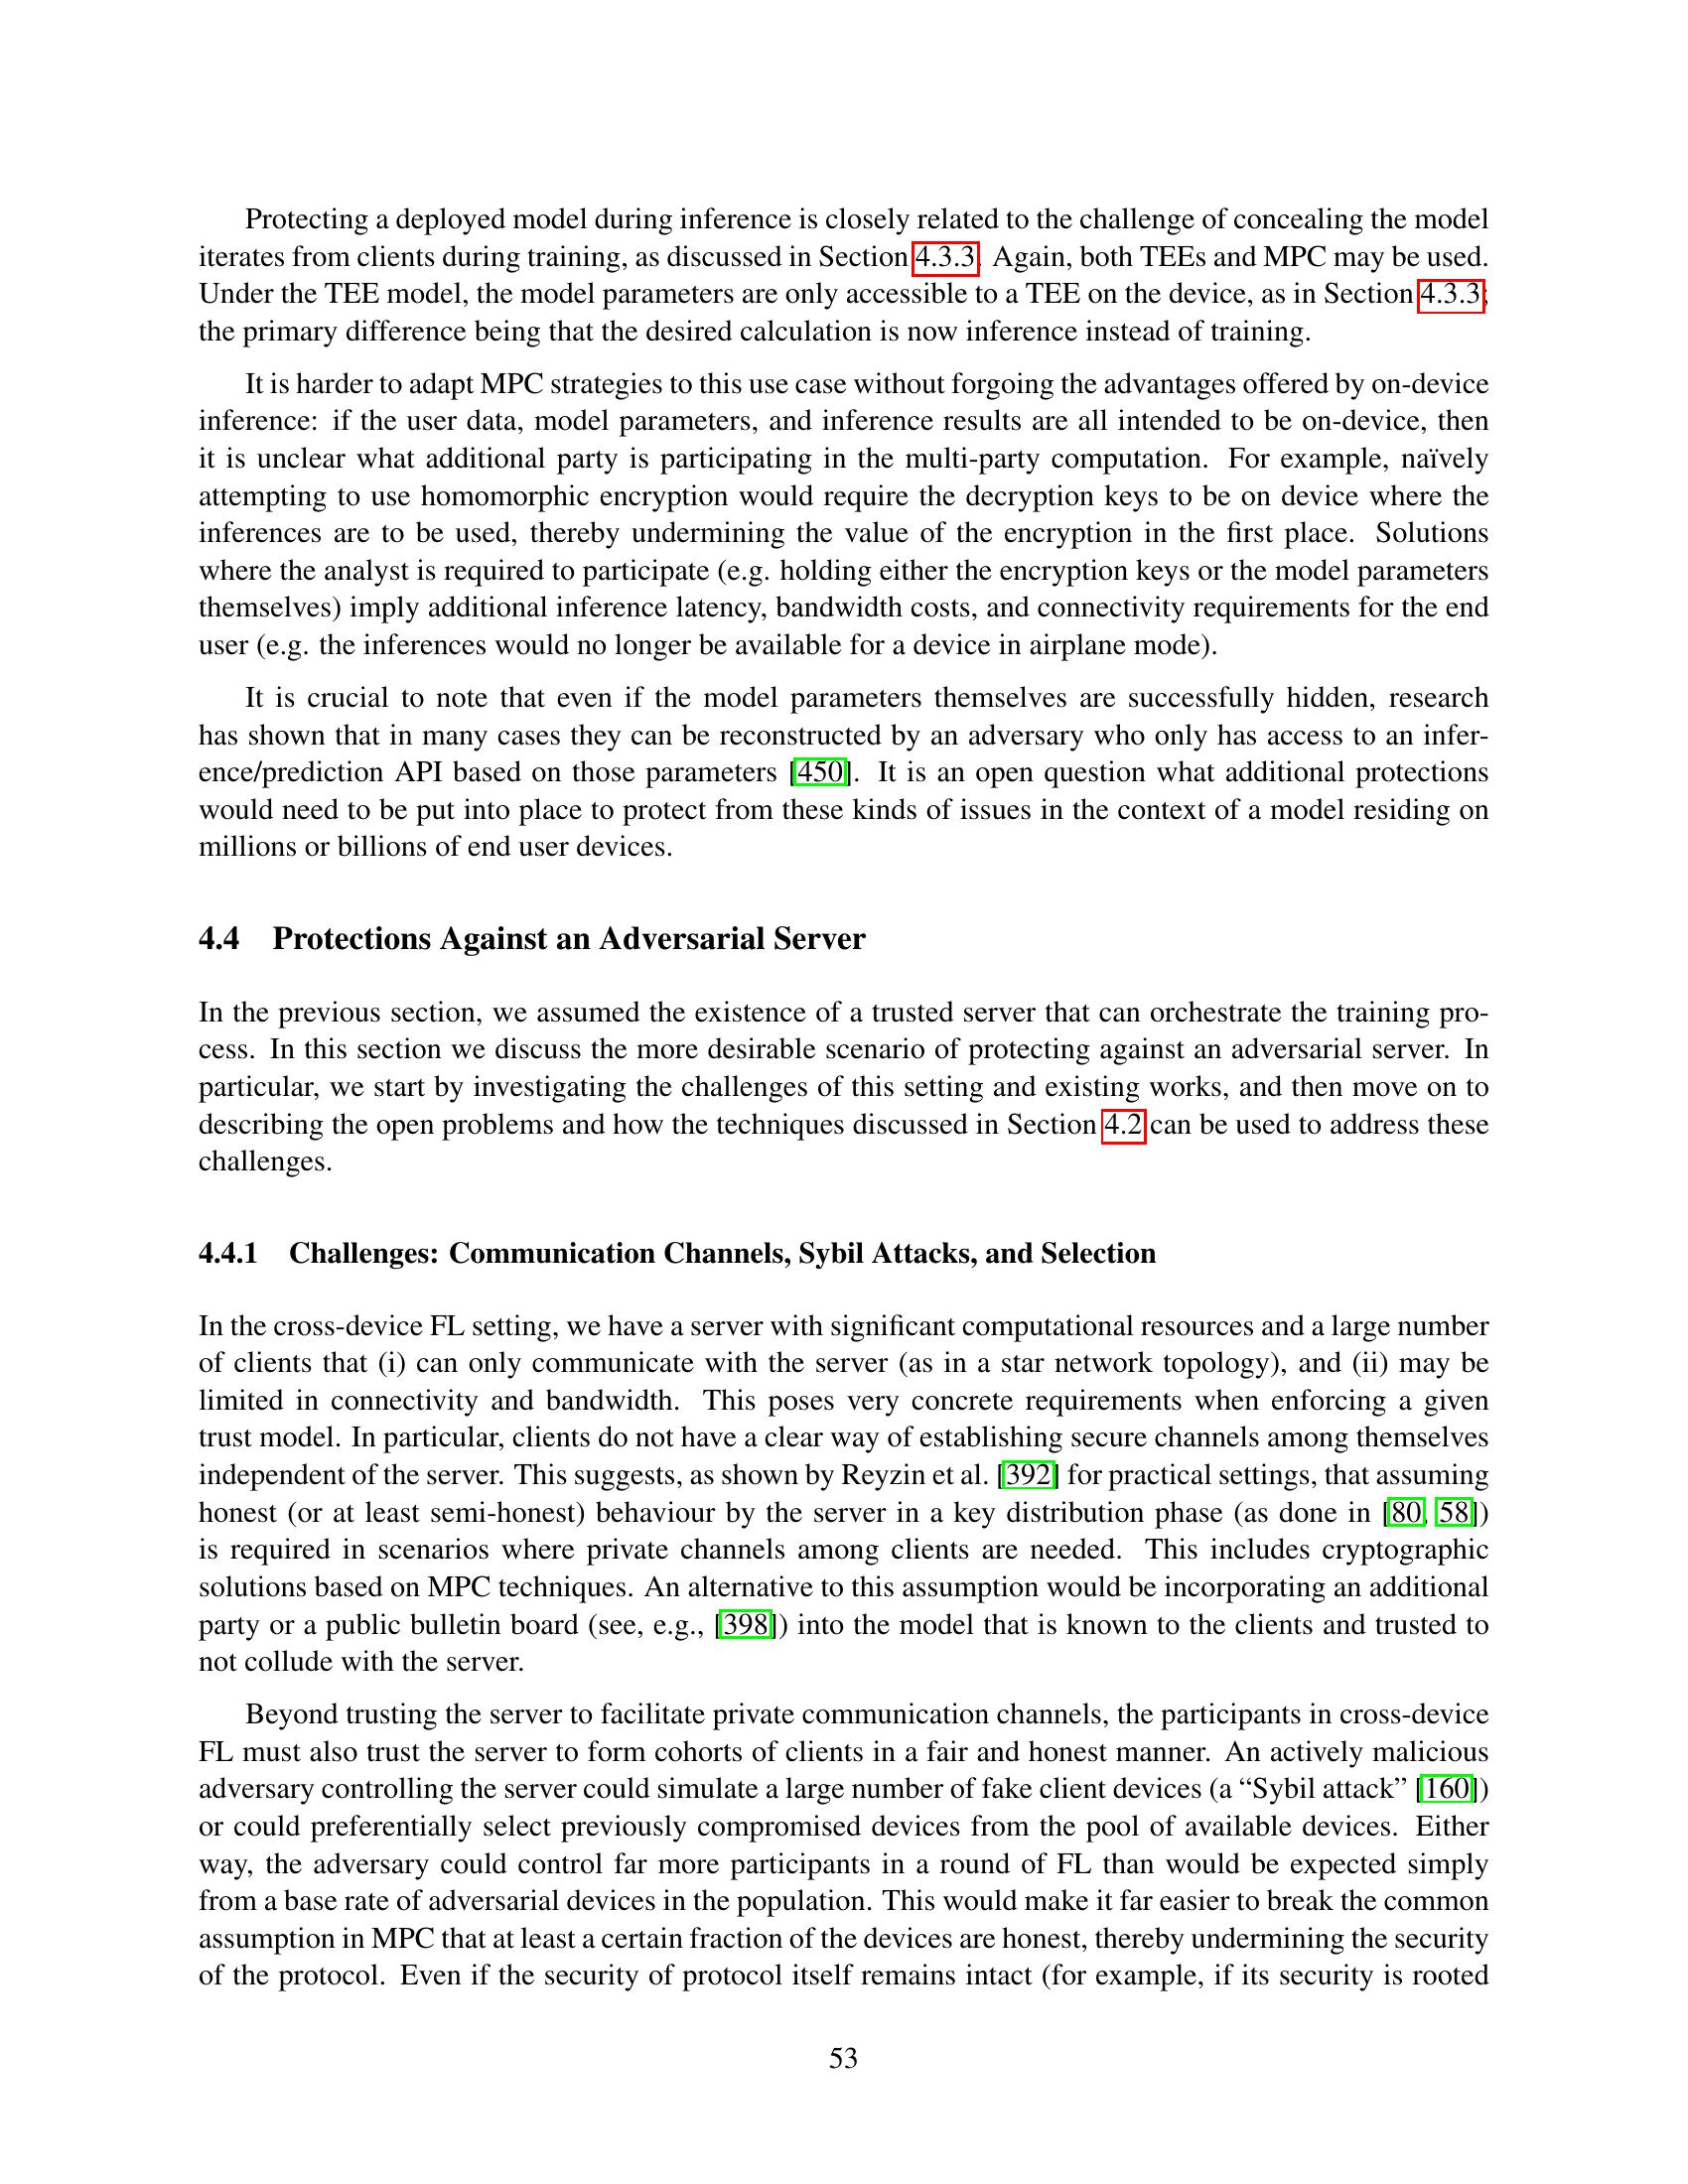 Protecting a deployed model during inference is closely related to the challenge of concealing the model
iterates from clients during training, as discussed in Section 4.3.3. Again, both TEEs and MPC may be used.
Under the TEE model, the model parameters are only accessible to a TEE on the device, as in Section 4.3.3;
the primary difference being that the desired calculation is now inference instead of training.
It is harder to adapt MPC strategies to this use case without forgoing the advantages offered by on-device
inference: if the user data, model parameters, and inference results are all intended to be on-device, then
it is unclear what additional party is participating in the multi-party computation. For example, naïvely
attempting to use homomorphic encryption would require the decryption keys to be on device where the
inferences are to be used, thereby undermining the value of the encryption in the first place. Solutions
where the analyst is required to participate (e.g. holding either the encryption keys or the model parameters
themselves) imply additional inference latency, bandwidth costs, and connectivity requirements for the end
user (e.g. the inferences would no longer be available for a device in airplane mode).
It is crucial to note that even if the model parameters themselves are successfully hidden, research
has shown that in many cases they can be reconstructed by an adversary who only has access to an infer-
ence/prediction API based on those parameters [450]. It is an open question what additional protections
would need to be put into place to protect from these kinds of issues in the context of a model residing on
millions or billions of end user devices.
4.4 Protections Against an Adversarial Server
In the previous section, we assumed the existence of a trusted server that can orchestrate the training pro-
cess. In this section we discuss the more desirable scenario of protecting against an adversarial server. In
particular, we start by investigating the challenges of this setting and existing works, and then move on to
describing the open problems and how the techniques discussed in Section 4.2 can be used to address these
challenges.
4.4.1 Challenges: Communication Channels, Sybil Attacks, and Selection
In the cross-device FL setting, we have a server with significant computational resources and a large number
of clients that (i) can only communicate with the server (as in a star network topology), and (ii) may be
limited in connectivity and bandwidth. This poses very concrete requirements when enforcing a given
trust model. In particular, clients do not have a clear way of establishing secure channels among themselves
independent of the server. This suggests, as shown by Reyzin et al. [392] for practical settings, that assuming
honest (or at least semi-honest) behaviour by the server in a key distribution phase (as done in [80, 58])
is required in scenarios where private channels among clients are needed. This includes cryptographic
solutions based on MPC techniques. An alternative to this assumption would be incorporating an additional
party or a public bulletin board (see, e.g., [398]) into the model that is known to the clients and trusted to
not collude with the server.
Beyond trusting the server to facilitate private communication channels, the participants in cross-device
FL must also trust the server to form cohorts of clients in a fair and honest manner. An actively malicious
adversary controlling the server could simulate a large number of fake client devices (a “Sybil attack” [160])
or could preferentially select previously compromised devices from the pool of available devices. Either
way, the adversary could control far more participants in a round of FL than would be expected simply
from a base rate of adversarial devices in the population. This would make it far easier to break the common
assumption in MPC that at least a certain fraction of the devices are honest, thereby undermining the security
of the protocol. Even if the security of protocol itself remains intact (for example, if its security is rooted
53